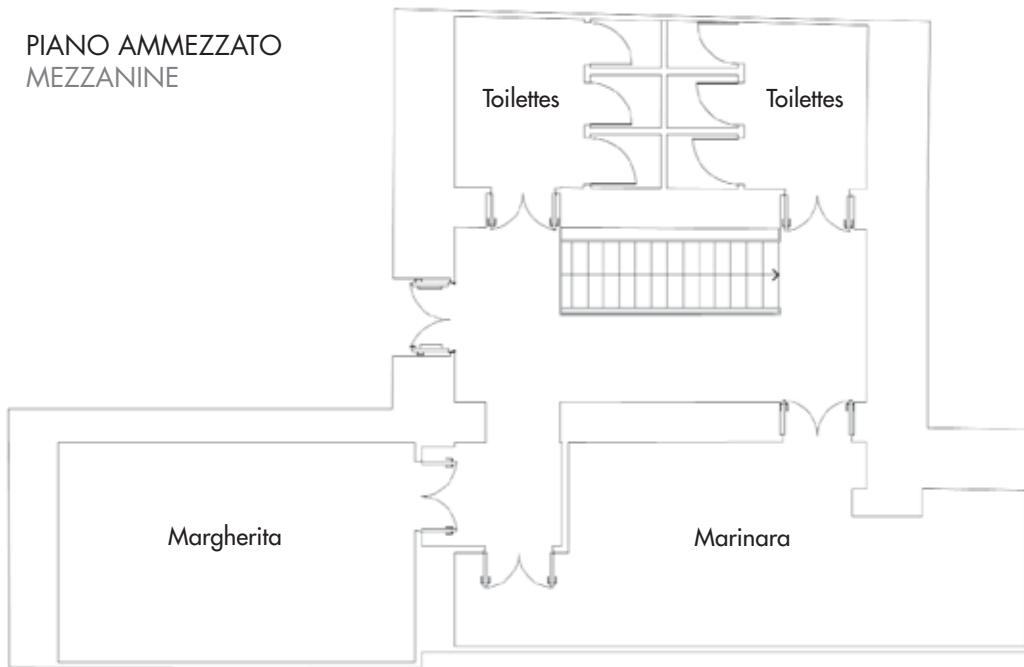 PIANO AMMEZZATO
MEZZANINE
Toilettes
Toilettes
Margherita
Marinara